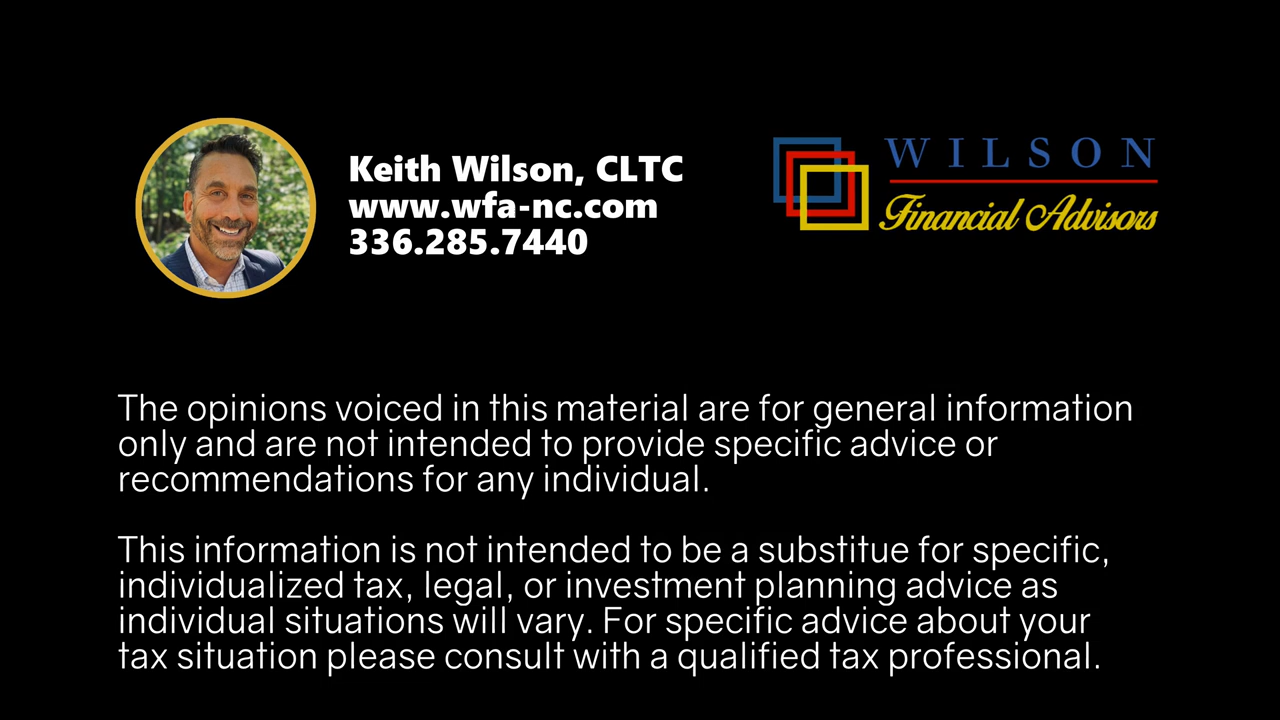 Keith Wilson, CLTC
www.wfa-nc.com
336.285.7440
WILSON
Financial Advisors
The opinions voiced in this material are for general information
only and are not intended to provide specific advice or
recommendations for any individual.
This information is not intended to be a substitue for specific,
individualized tax, legal, or investment planning advice as
individual situations will vary. For specific advice about your
tax situation please consult with a qualified tax professional.